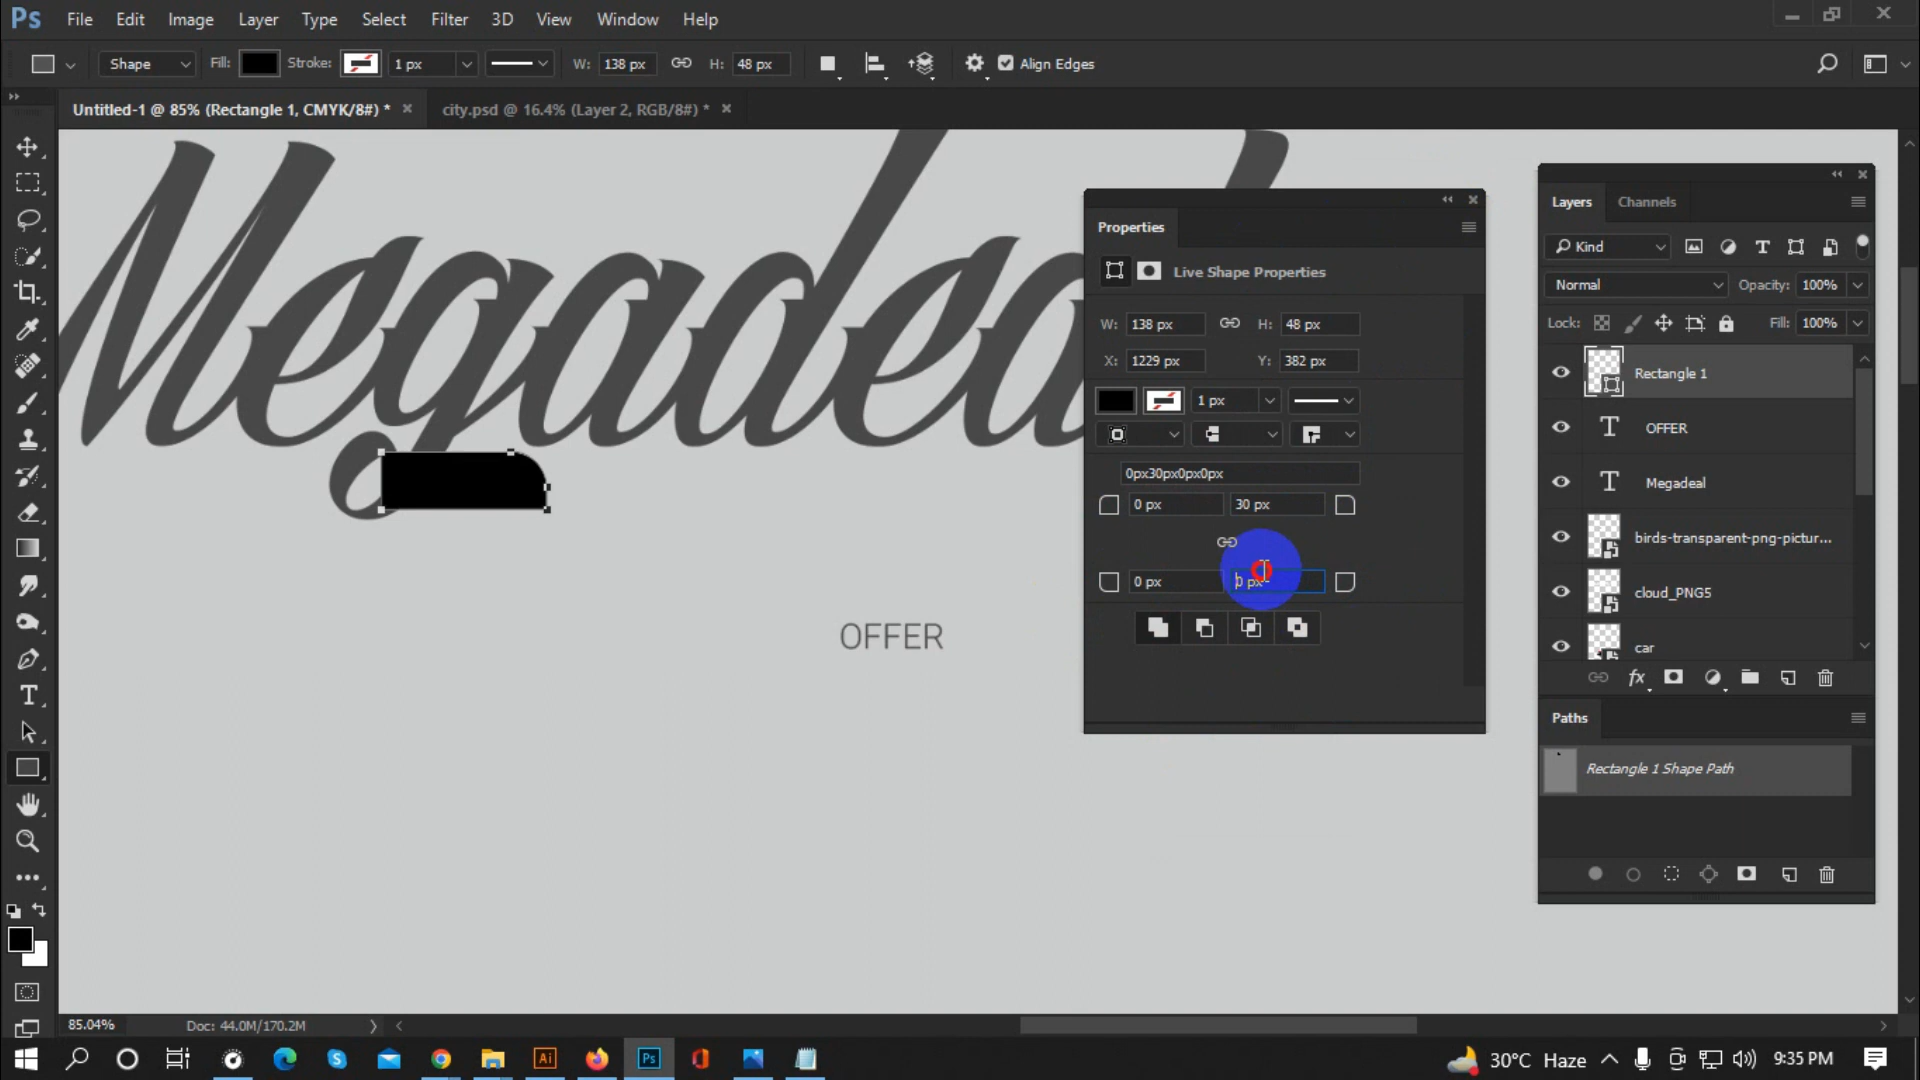 Ps File Edit Image Layer Type Select Filter 3D View Window Help
Shape Fill: Stroke: 1 px W: 138 px H: 48 px Align Edges
Untitled-1 @ 85% (Rectangle 1, CMYK/8#) * city.psd @ 16.4% (Layer 2, RGB/8#) *
Megadea
OFFER
Properties
Live Shape Properties
W: 138 px H: 48 px
X: 1229 px Y: 382 px
1 px
0px30px0px0px
0 px 30 px
0 px 0 px
Layers Channels
Kind
Normal Opacity: 100%
Lock: Fill: 100%
Rectangle 1
T OFFER
T Megadeal
birds-transparent-png-pictur...
cloud_PNG5
car
fx
Paths
Rectangle 1 Shape Path
85.04% Doc: 44.0M/170.2M
Ai Ps 30°C Haze 9:35 PM